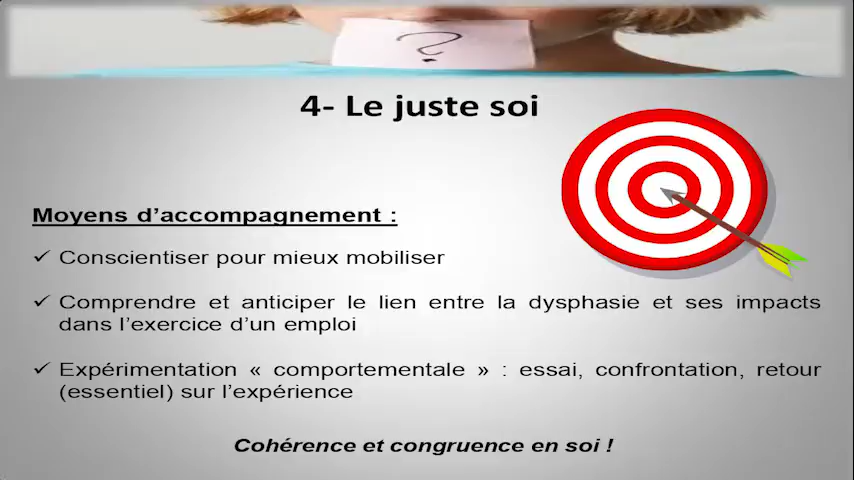 ?
4- Le juste soi
Moyens d'accompagnement :
✓ Conscientiser pour mieux mobiliser
✓ Comprendre et anticiper le lien entre la dysphasie et ses impacts
dans l'exercice d'un emploi
✓ Expérimentation « comportementale » : essai, confrontation, retour
(essentiel) sur l'expérience
Cohérence et congruence en soi !